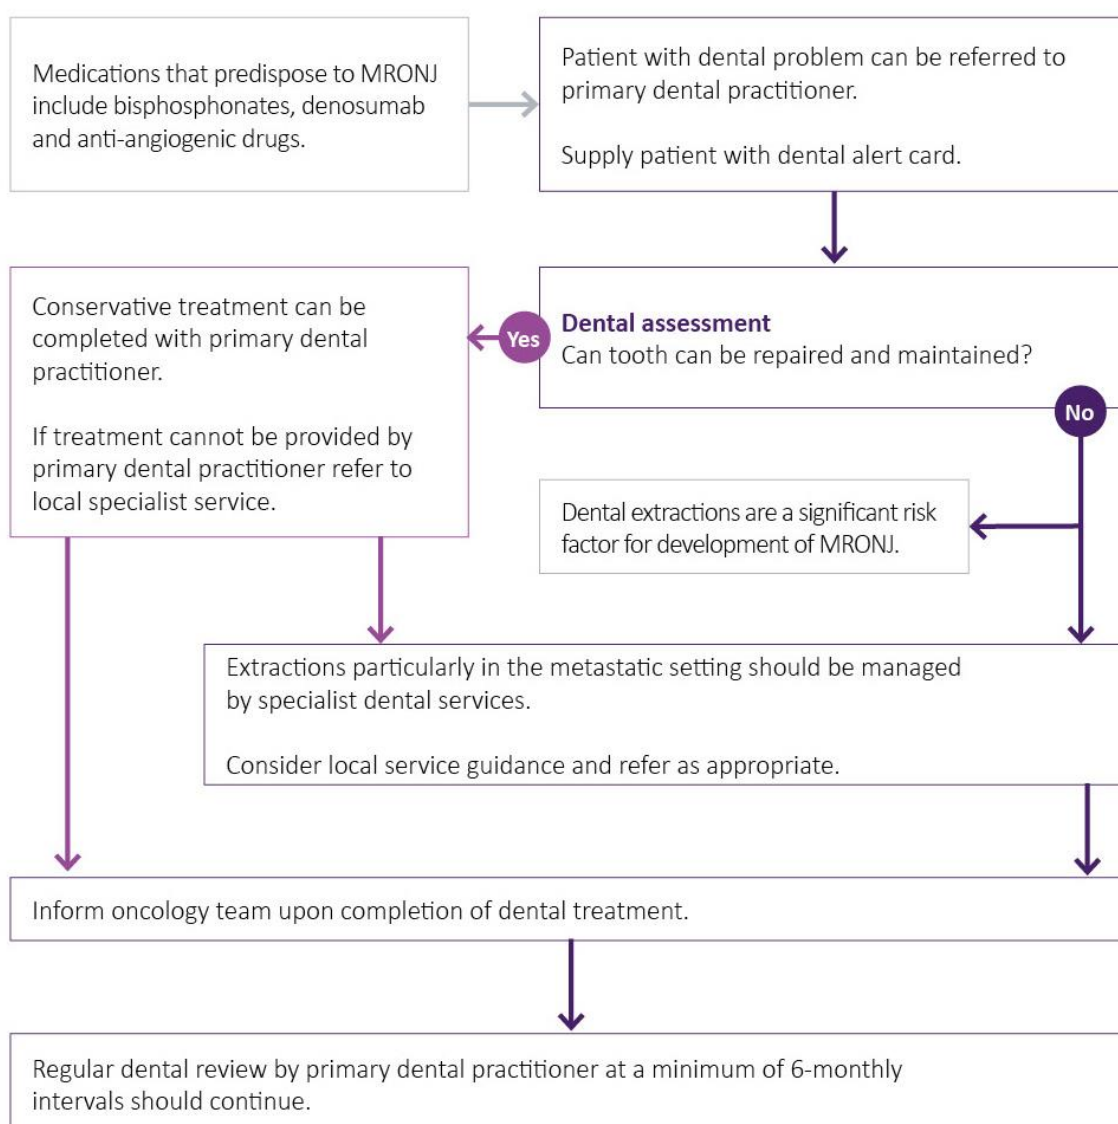 Medications that predispose to MRONJ
include bisphosphonates, denosumab
and anti-angiogenic drugs.
Patient with dental problem can be referred to
primary dental practitioner.
Supply patient with dental alert card.
Dental assessment
Can tooth can be repaired and maintained?
Yes
No
Conservative treatment can be
completed with primary dental
practitioner.
If treatment cannot be provided by
primary dental practitioner refer to
local specialist service.
Dental extractions are a significant risk
factor for development of MRONJ.
Extractions particularly in the metastatic setting should be managed
by specialist dental services.
Consider local service guidance and refer as appropriate.
Inform oncology team upon completion of dental treatment.
Regular dental review by primary dental practitioner at a minimum of 6-monthly
intervals should continue.